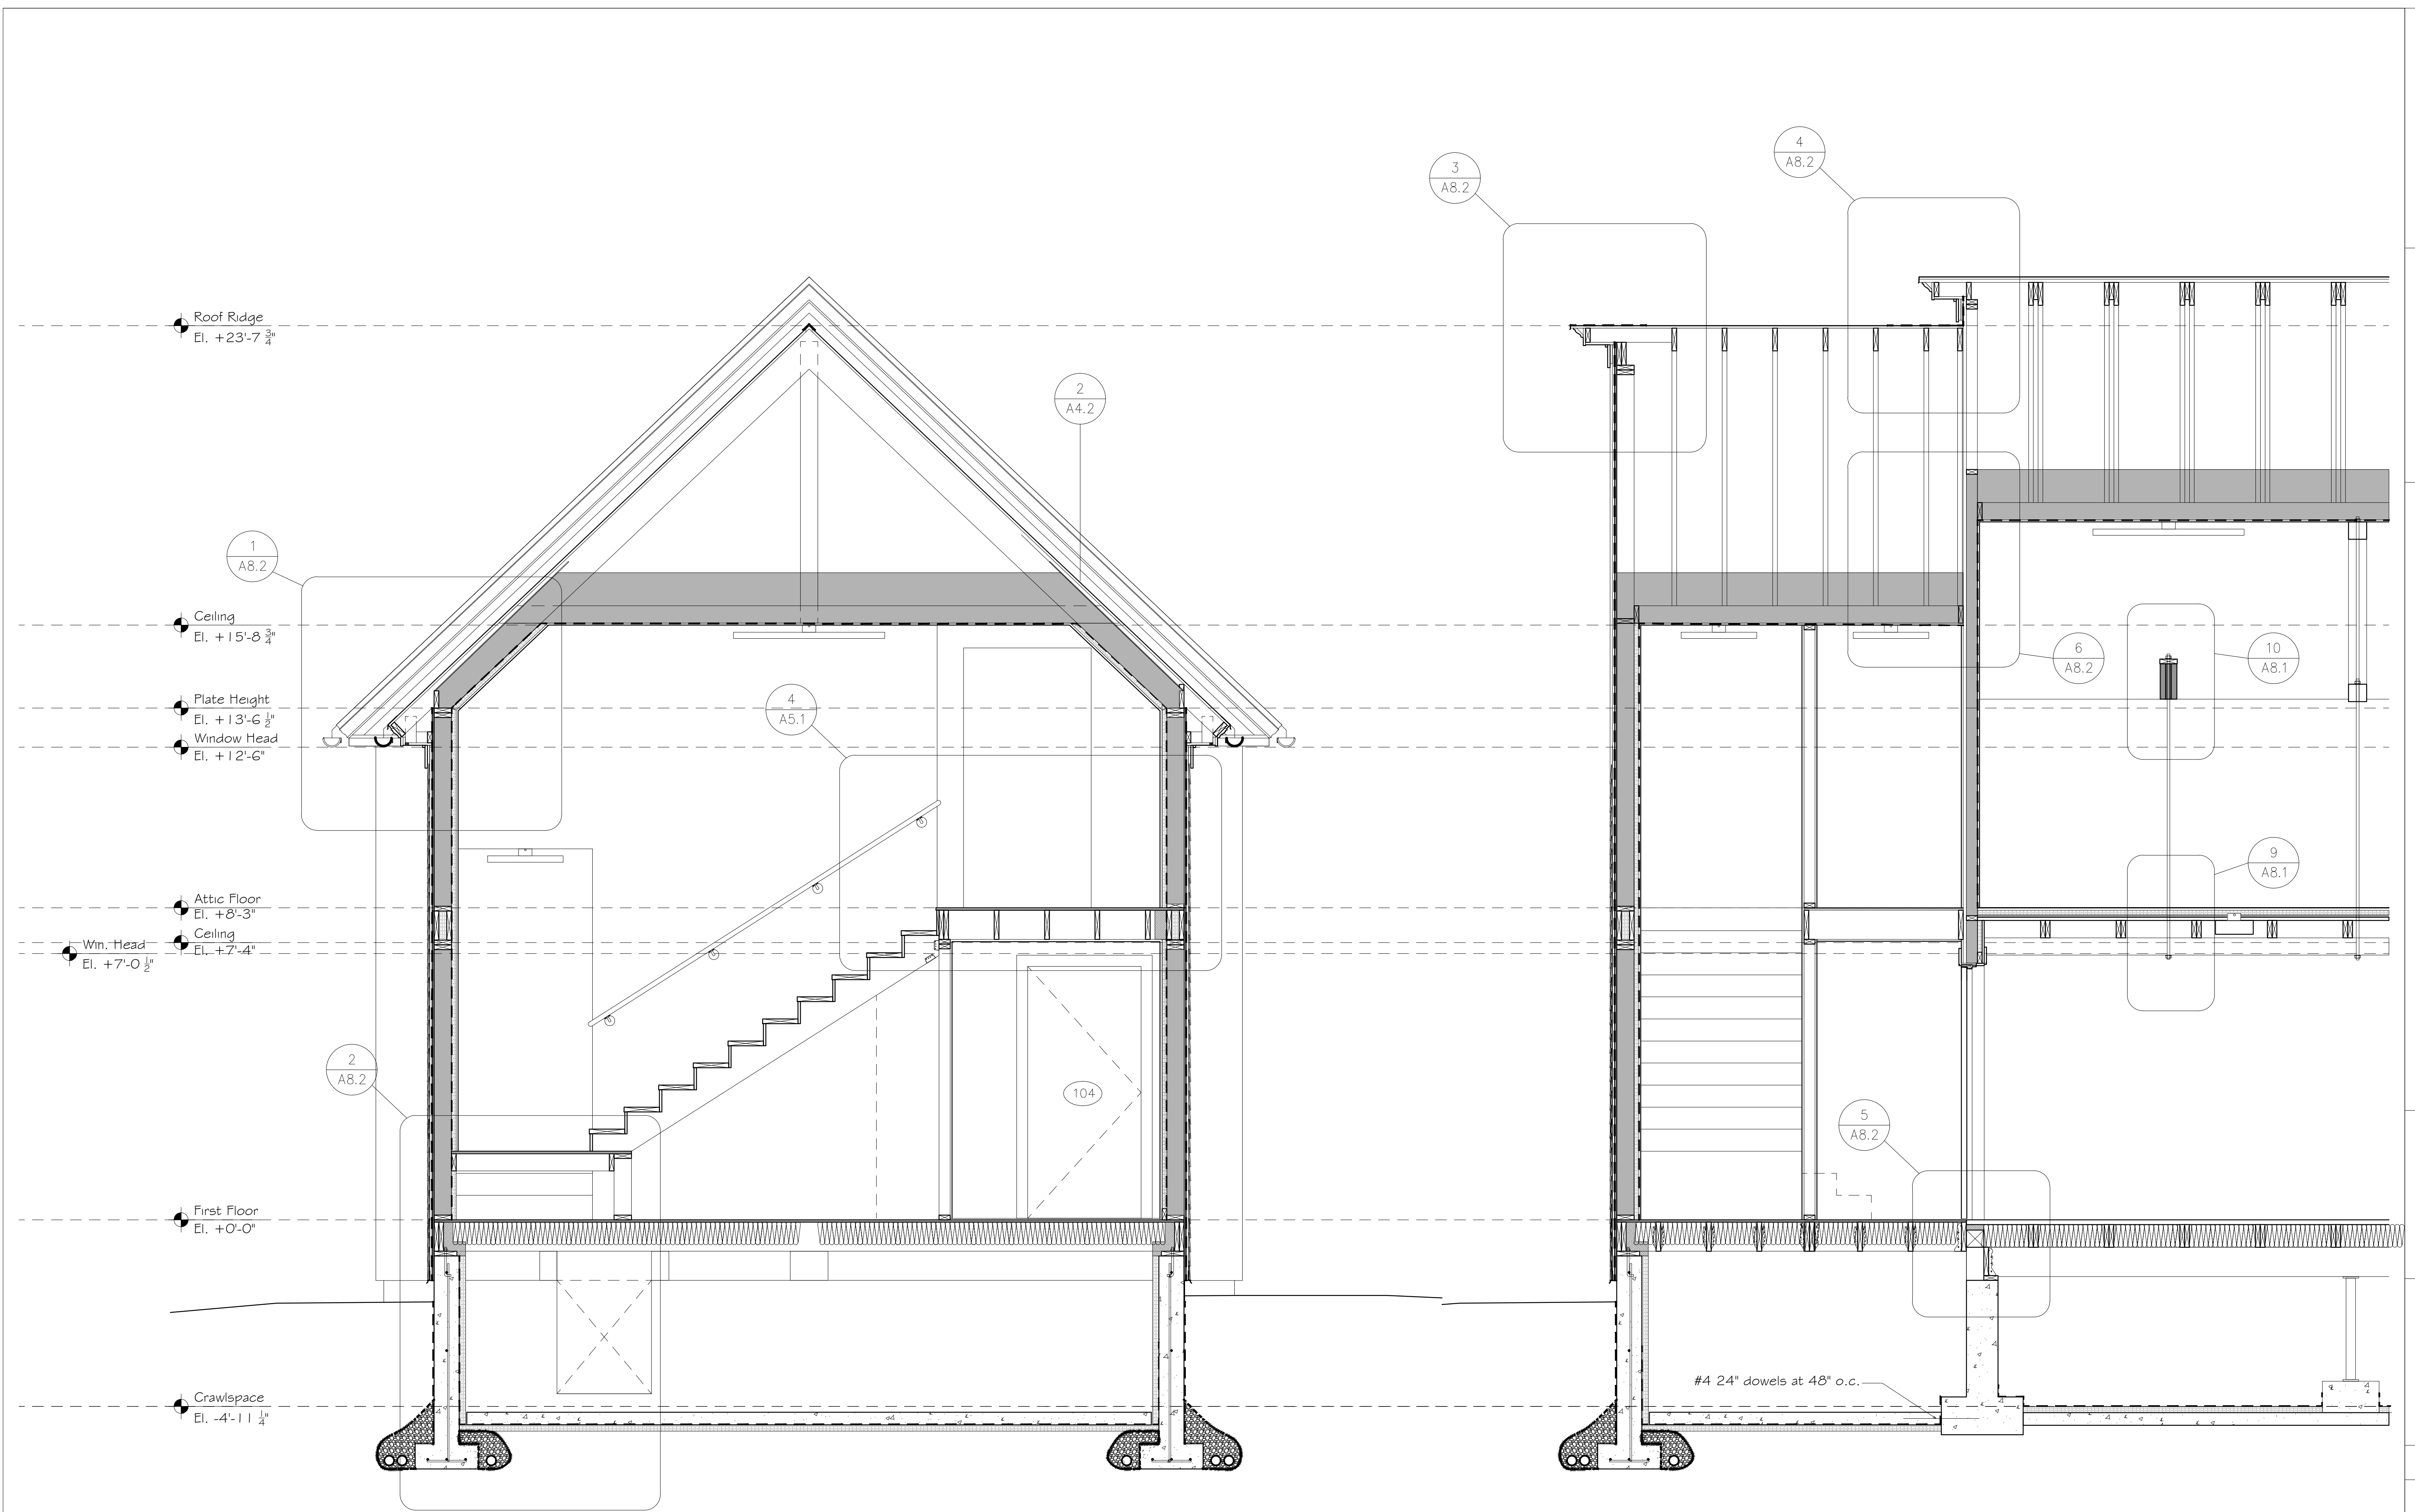 3
A8.2
4
A8.2
Roof Ridge
El. +23'-7 3/4"
2
A4.2
1
A8.2
Ceiling
El. +15'-8 3/4"
6
A8.2
10
A8.1
Plate Height
El. +13'-6 1/2"
4
A5.1
Window Head
El. +12'-6"
9
A8.1
Attic Floor
El. +8'-3"
Ceiling
El. +7'-4"
Win. Head
El. +7'-0 1/2"
2
A8.2
104
5
A8.2
First Floor
El. +0'-0"
#4 24" dowels at 48" o.c.
Crawlspace
El. -4'-11 1/4"